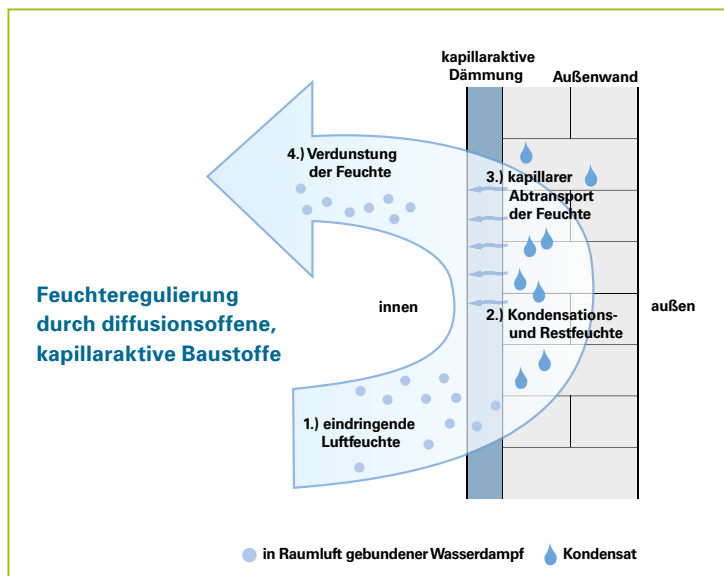 kapillaraktive
Dämmung
Außenwand
4.) Verdunstung
der Feuchte
3.) kapillarer
Abtransport
der Feuchte
Feuchteregulierung
durch diffusionsoffene,
kapillaraktive Baustoffe
innen
2.) Kondensations-
und Restfeuchte
außen
1.) eindringende
Luftfeuchte
in Raumluft gebundener Wasserdampf
Kondensat